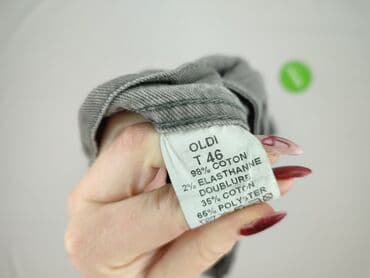 OLDI
T 46
98% COTON
2% ELASTHANNE
DOUBLURE
35% COTON
65% POLYESTER